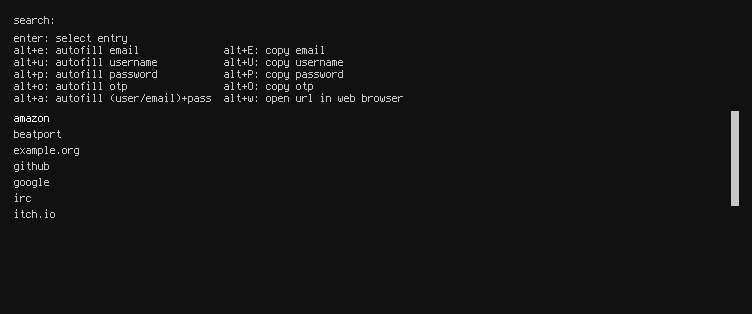 search:
enter: select entry
alt+e: autofill email              alt+E: copy email
alt+u: autofill username           alt+U: copy username
alt+p: autofill password           alt+P: copy password
alt+o: autofill otp                alt+O: copy otp
alt+a: autofill (user/email)+pass  alt+w: open url in web browser
amazon
beatport
example.org
github
google
irc
itch.io